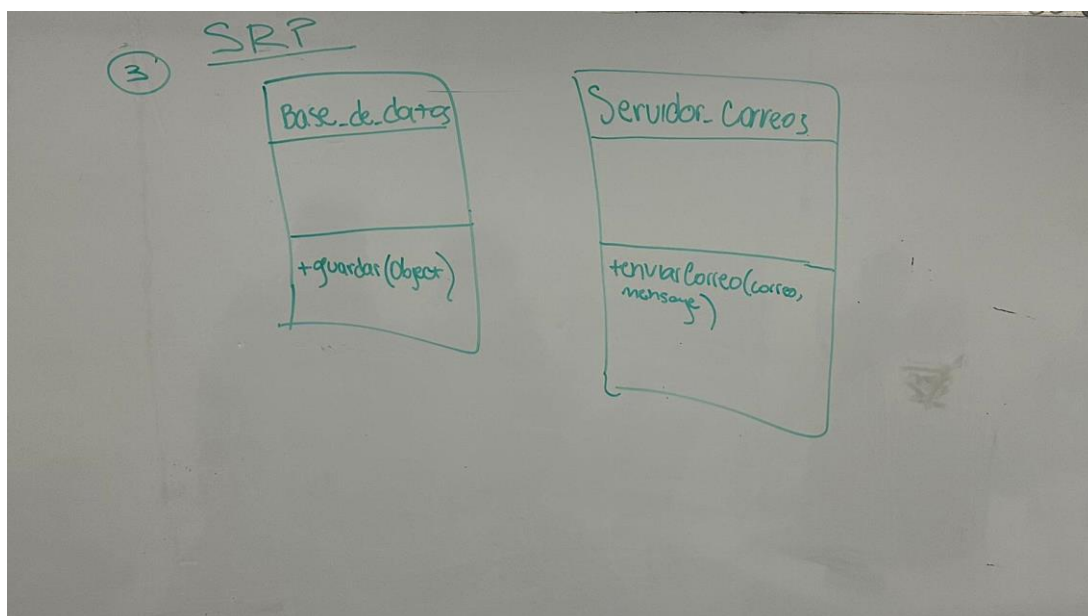 3
SRP
Base_de_datos
+guardar(Object)
Servidor_Correos
+enviarCorreo(correo,
mensaje)